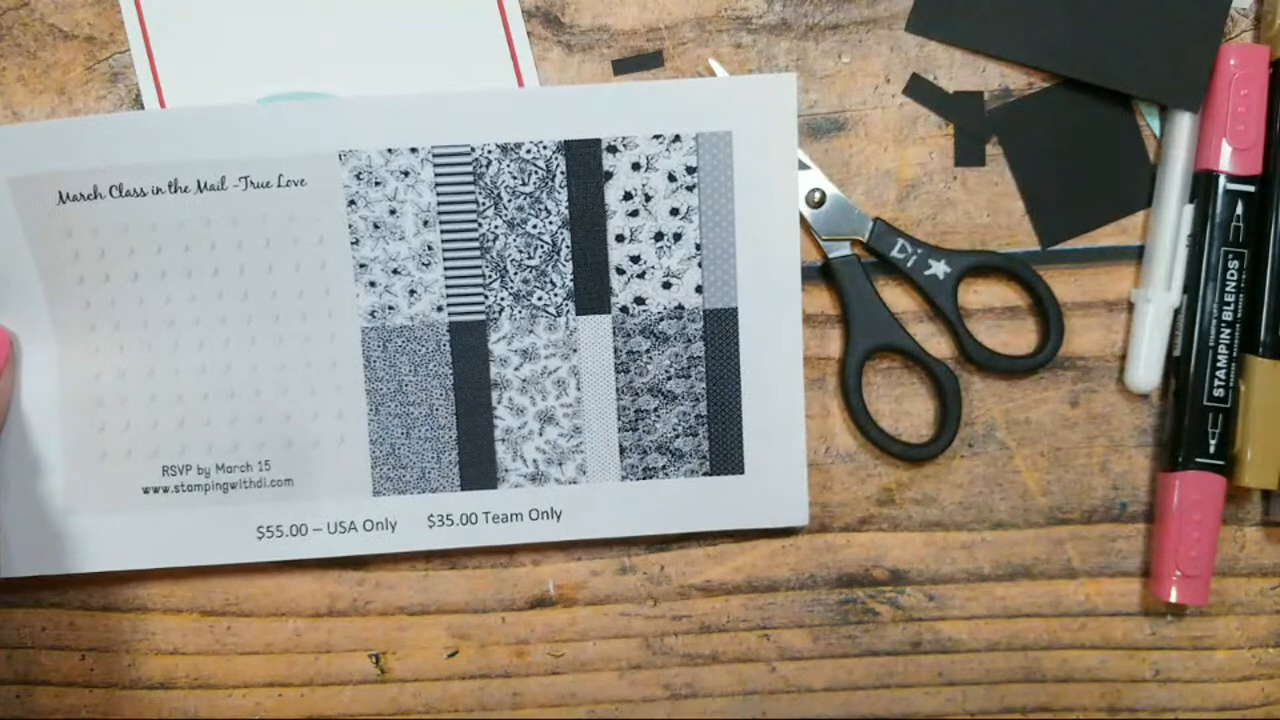 March Class in the Mail -True Love
RSVP by March 15
www.stampingwithdi.com
$55.00 – USA Only $35.00 Team Only
Di
STAMPIN' BLENDS